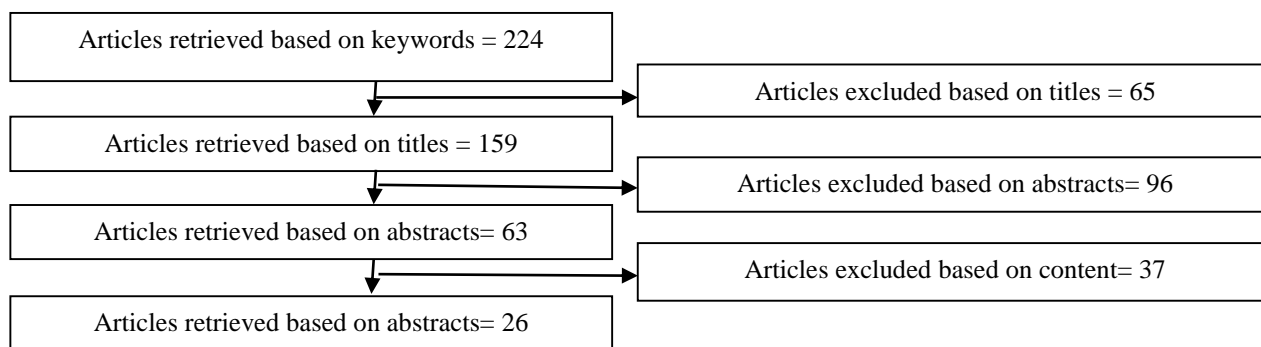 Articles retrieved based on keywords = 224
Articles excluded based on titles = 65
Articles retrieved based on titles = 159
Articles excluded based on abstracts= 96
Articles retrieved based on abstracts= 63
Articles excluded based on content= 37
Articles retrieved based on abstracts= 26